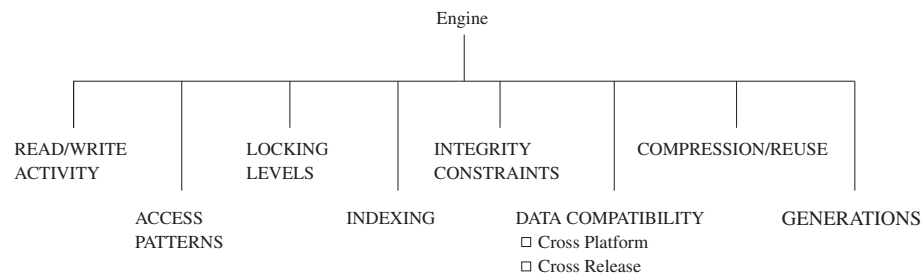 Engine
READ/WRITE
ACTIVITY
LOCKING
LEVELS
INTEGRITY
CONSTRAINTS
COMPRESSION/REUSE
ACCESS
PATTERNS
INDEXING
DATA COMPATIBILITY
□ Cross Platform
□ Cross Release
GENERATIONS